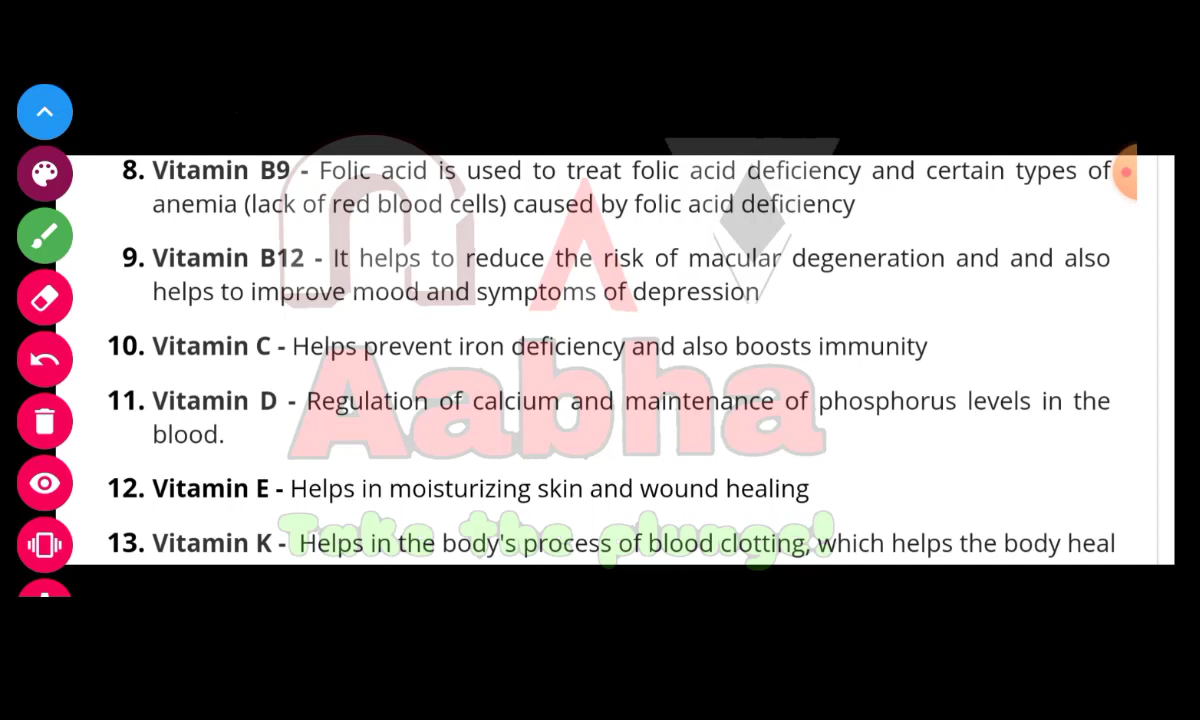 8. Vitamin B9 - Folic acid is used to treat folic acid deficiency and certain types of
anemia (lack of red blood cells) caused by folic acid deficiency
9. Vitamin B12 - It helps to reduce the risk of macular degeneration and and also
helps to improve mood and symptoms of depression
10. Vitamin C - Helps prevent iron deficiency and also boosts immunity
Aabha
11. Vitamin D - Regulation of calcium and maintenance of phosphorus levels in the
blood.
12. Vitamin E - Helps in moisturizing skin and wound healing
Take the plunge!
13. Vitamin K - Helps in the body's process of blood clotting, which helps the body heal